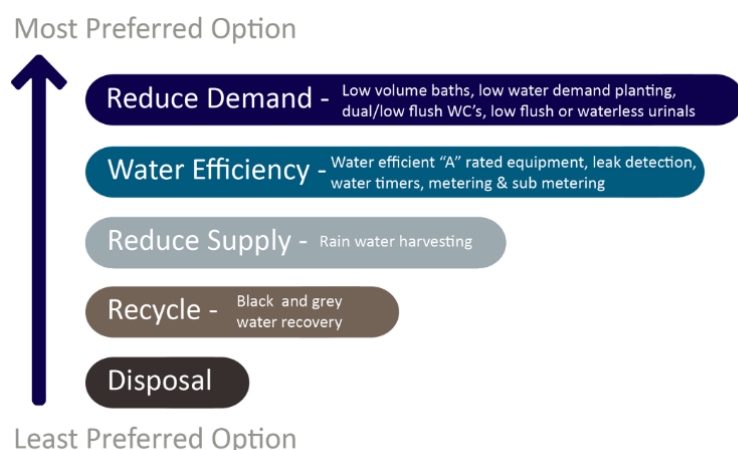 Most Preferred Option
Reduce Demand - Low volume baths, low water demand planting,
dual/low flush WC's, low flush or waterless urinals
Water Efficiency - Water efficient “A” rated equipment, leak detection,
water timers, metering & sub metering
Reduce Supply - Rain water harvesting
Recycle - Black and grey
water recovery
Disposal
Least Preferred Option